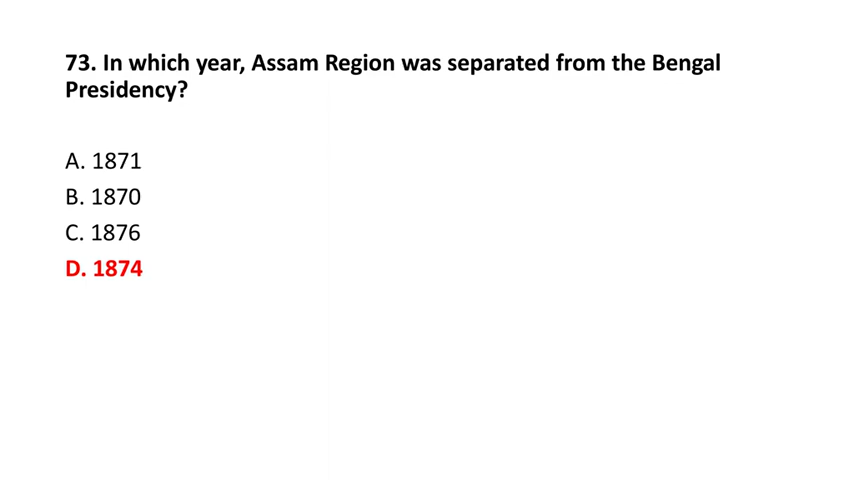 73. In which year, Assam Region was separated from the Bengal
Presidency?
A. 1871
B. 1870
C. 1876
D. 1874